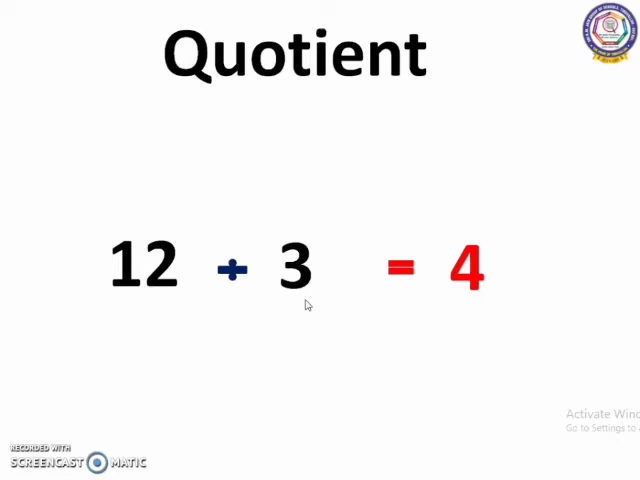 Quotient
12 ÷ 3 = 4
Activate Wind
Go to Settings to
RECORDED WITH
SCREENCAST MATIC